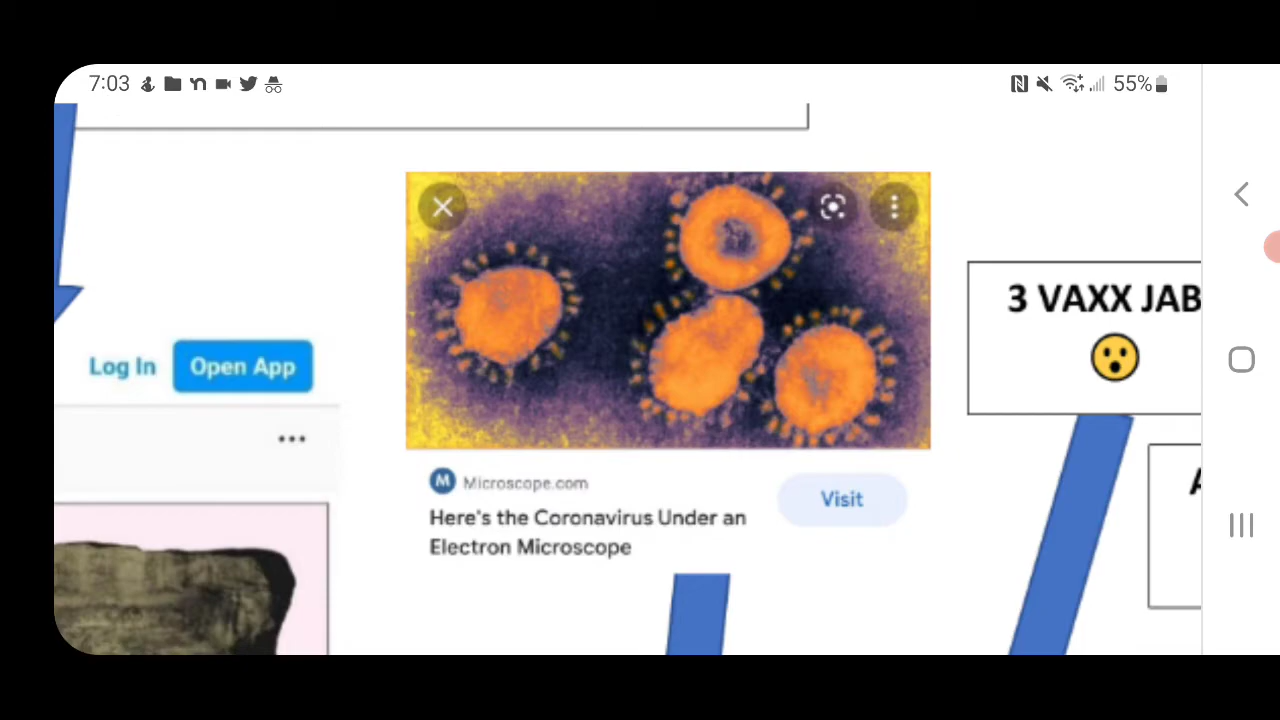 7:03
55%
3 VAXX JAB
Log In
Open App
M Microscope.com
Visit
Here's the Coronavirus Under an
Electron Microscope